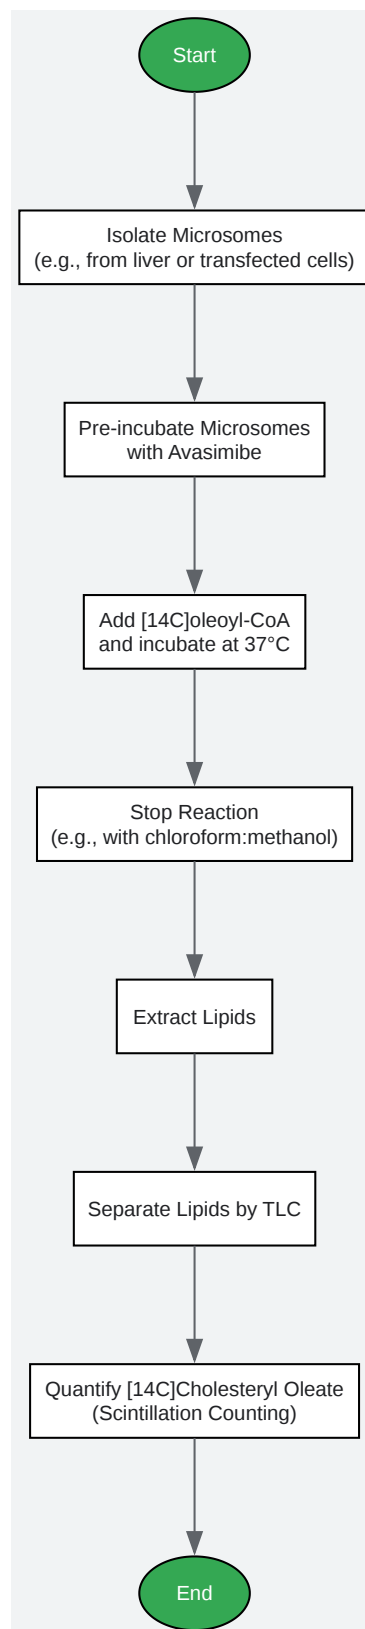 Start
Isolate Microsomes
(e.g., from liver or transfected cells)
Pre-incubate Microsomes
with Avasimibe
Add [14C]oleoyl-CoA
and incubate at 37°C
Stop Reaction
(e.g., with chloroform:methanol)
Extract Lipids
Separate Lipids by TLC
Quantify [14C]Cholesteryl Oleate
(Scintillation Counting)
End